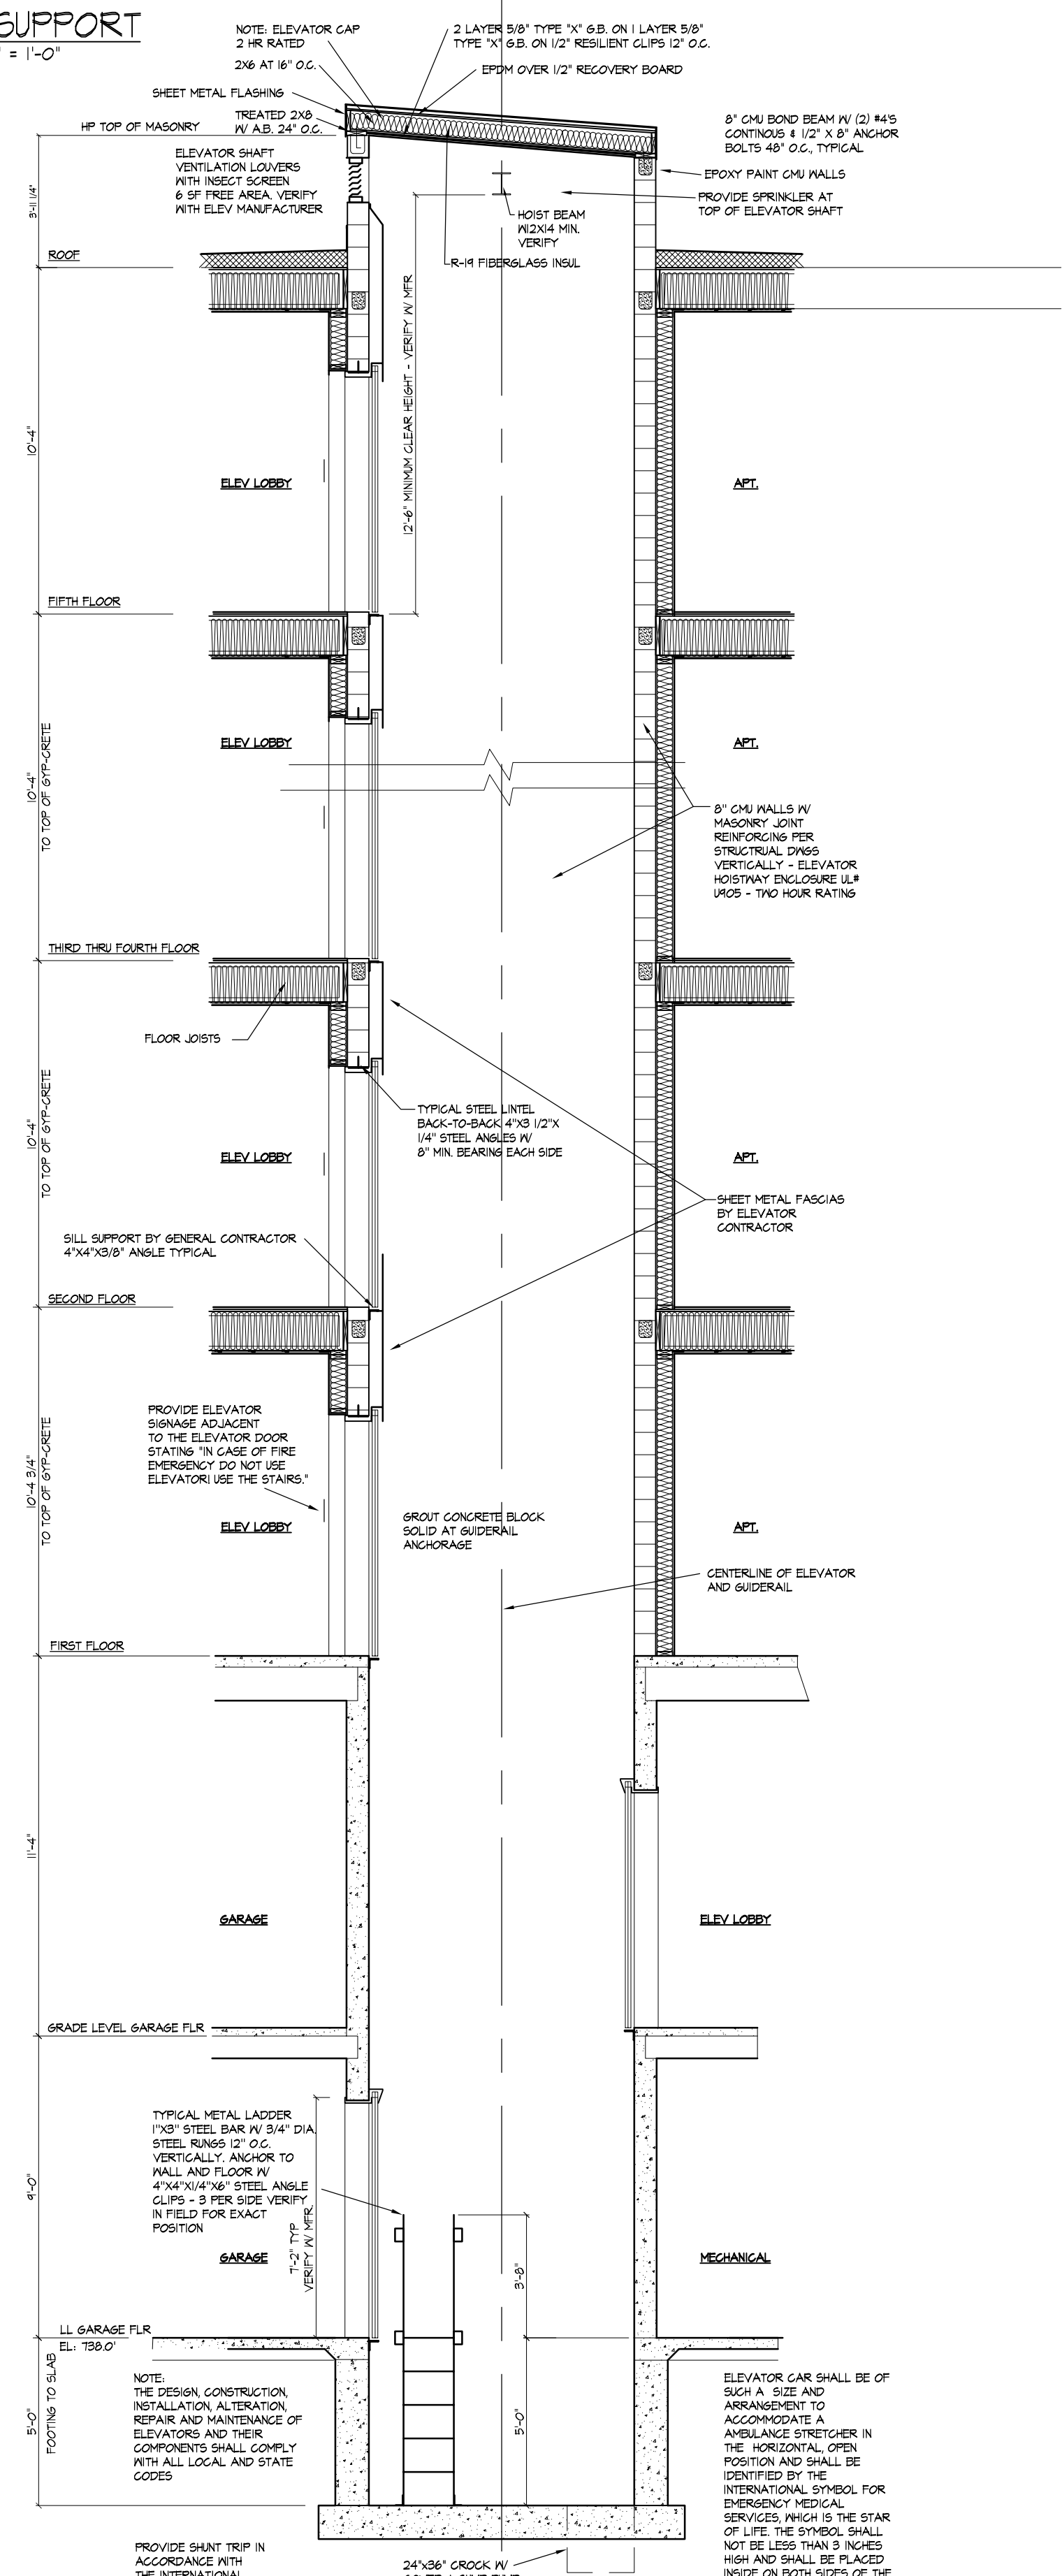 SUPPORT
" = 1'-0"
NOTE: ELEVATOR CAP
2 HR RATED
2X6 AT 16" O.C.
SHEET METAL FLASHING
TREATED 2X8
W/ A.B. 24" O.C.
HP TOP OF MASONRY
ELEVATOR SHAFT
VENTILATION LOUVERS
WITH INSECT SCREEN
6 SF FREE AREA. VERIFY
WITH ELEV MANUFACTURER
2 LAYER 5/8" TYPE "X" G.B. ON 1 LAYER 5/8"
TYPE "X" G.B. ON 1/2" RESILIENT CLIPS 12" O.C.
EPDM OVER 1/2" RECOVERY BOARD
8" CMU BOND BEAM W/ (2) #4'S
CONTINOUS & 1/2" X 8" ANCHOR
BOLTS 48" O.C., TYPICAL
EPOXY PAINT CMU WALLS
PROVIDE SPRINKLER AT
TOP OF ELEVATOR SHAFT
HOIST BEAM
W12X14 MIN.
VERIFY
R-19 FIBERGLASS INSUL
3'-11 1/4"
ROOF
12'-6" MINIMUM CLEAR HEIGHT - VERIFY W/ MFR
10'-4"
ELEV LOBBY
APT.
FIFTH FLOOR
10'-4"
TO TOP OF GYP-CRETE
ELEV LOBBY
APT.
8" CMU WALLS W/
MASONRY JOINT
REINFORCING PER
STRUCTRUAL DWGS
VERTICALLY - ELEVATOR
HOISTWAY ENCLOSURE UL#
U905 - TWO HOUR RATING
THIRD THRU FOURTH FLOOR
FLOOR JOISTS
10'-4"
TO TOP OF GYP-CRETE
TYPICAL STEEL LINTEL
BACK-TO-BACK 4"X3 1/2"X
1/4" STEEL ANGLES W/
8" MIN. BEARING EACH SIDE
ELEV LOBBY
APT.
SHEET METAL FASCIAS
BY ELEVATOR
CONTRACTOR
SILL SUPPORT BY GENERAL CONTRACTOR
4"X4"X3/8" ANGLE TYPICAL
SECOND FLOOR
PROVIDE ELEVATOR
SIGNAGE ADJACENT
TO THE ELEVATOR DOOR
STATING "IN CASE OF FIRE
EMERGENCY DO NOT USE
ELEVATOR! USE THE STAIRS."
10'-4 3/4"
TO TOP OF GYP-CRETE
ELEV LOBBY
GROUT CONCRETE BLOCK
SOLID AT GUIDERAIL
ANCHORAGE
APT.
CENTERLINE OF ELEVATOR
AND GUIDERAIL
FIRST FLOOR
11'-4"
GARAGE
ELEV LOBBY
GRADE LEVEL GARAGE FLR
TYPICAL METAL LADDER
1"X3" STEEL BAR W/ 3/4" DIA.
STEEL RUNGS 12" O.C.
VERTICALLY. ANCHOR TO
WALL AND FLOOR W/
4"X4"X1/4"X6" STEEL ANGLE
CLIPS - 3 PER SIDE VERIFY
IN FIELD FOR EXACT
POSITION
9'-0"
7'-2" TYP
VERIFY W/ MFR.
3'-8"
GARAGE
MECHANICAL
LL GARAGE FLR
EL: 738.0'
5'-0"
FOOTING TO SLAB
5'-0"
NOTE:
THE DESIGN, CONSTRUCTION,
INSTALLATION, ALTERATION,
REPAIR AND MAINTENANCE OF
ELEVATORS AND THEIR
COMPONENTS SHALL COMPLY
WITH ALL LOCAL AND STATE
CODES
ELEVATOR CAR SHALL BE OF
SUCH A SIZE AND
ARRANGEMENT TO
ACCOMMODATE A
AMBULANCE STRETCHER IN
THE HORIZONTAL, OPEN
POSITION AND SHALL BE
IDENTIFIED BY THE
INTERNATIONAL SYMBOL FOR
EMERGENCY MEDICAL
SERVICES, WHICH IS THE STAR
OF LIFE. THE SYMBOL SHALL
NOT BE LESS THAN 3 INCHES
HIGH AND SHALL BE PLACED
INSIDE ON BOTH SIDES OF THE
PROVIDE SHUNT TRIP IN
ACCORDANCE WITH
THE INTERNATIONAL
24"x36" CROCK W/